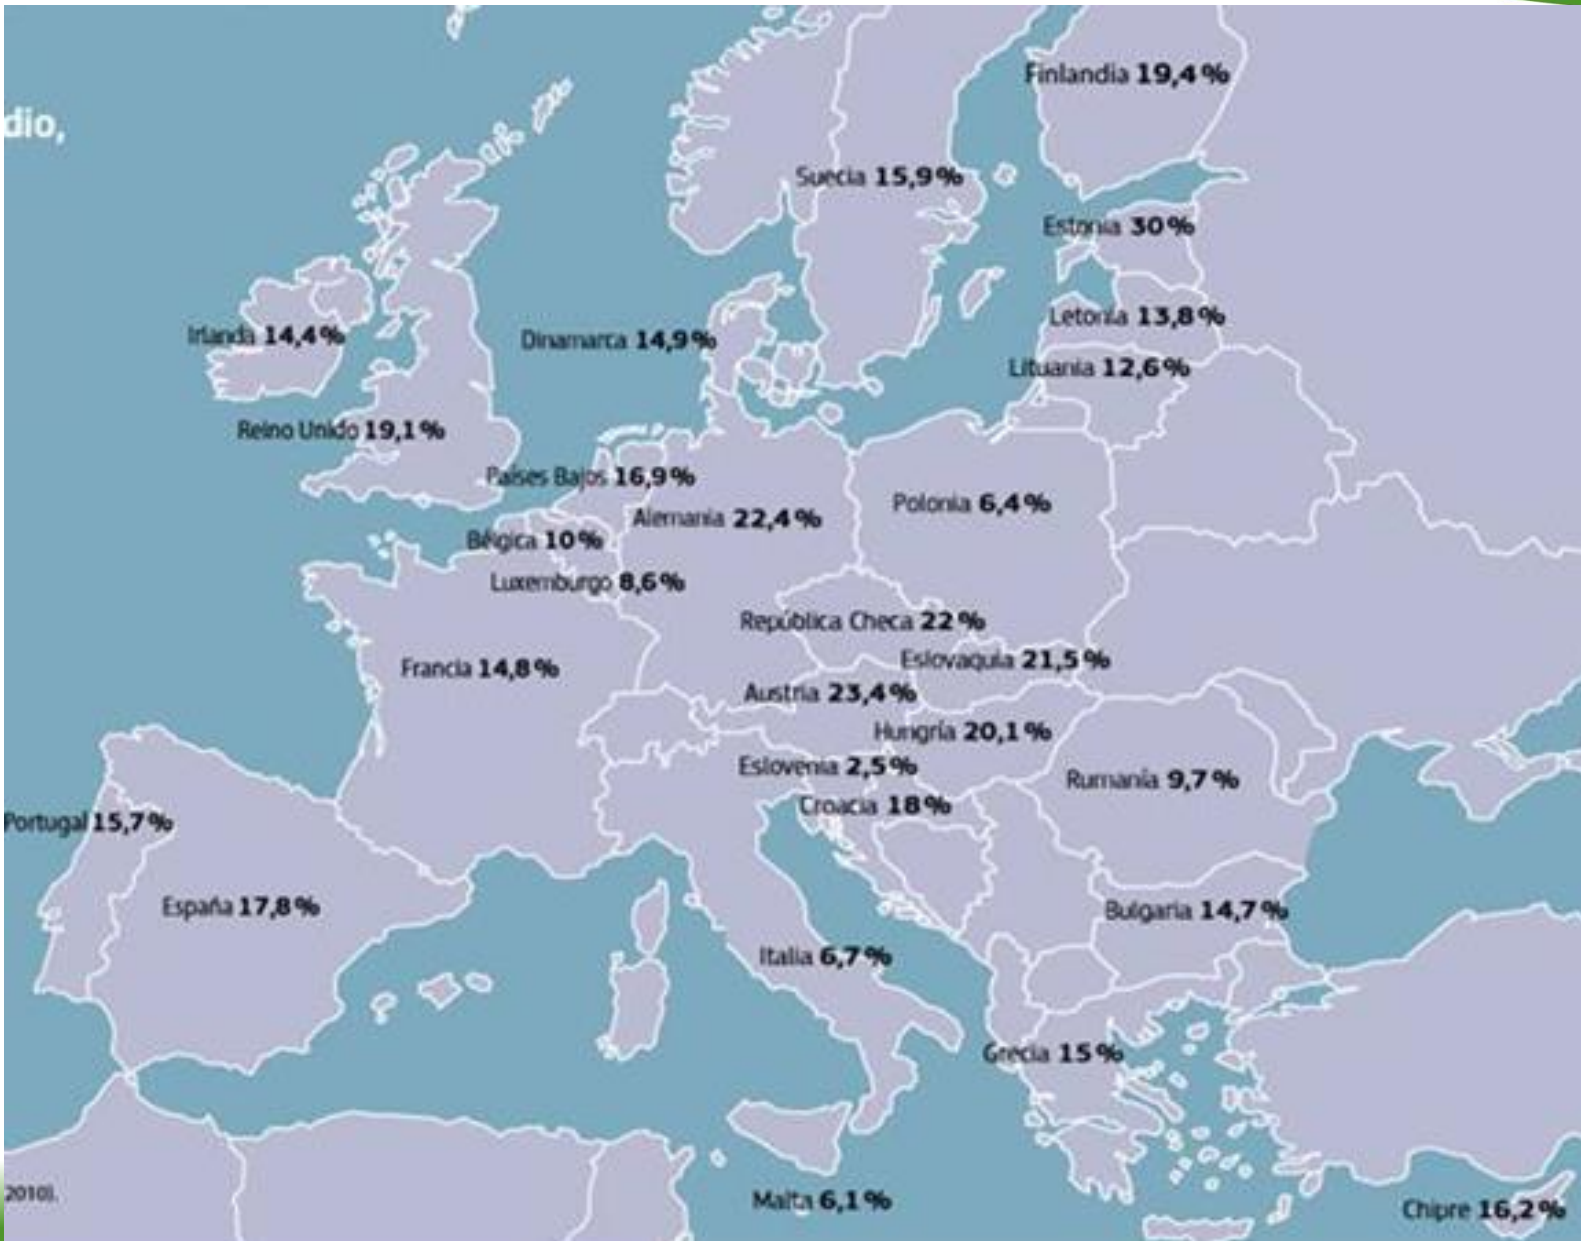 Finlandia 19,4%
dio,
Suecia 15,9%
Estonia 30%
Letonia 13,8%
Irlanda 14,4%
Dinamarca 14,9%
Lituania 12,6%
Reino Unido 19,1%
Países Bajos 16,9%
Polonia 6,4%
Alemania 22,4%
Bélgica 10%
Luxemburgo 8,6%
República Checa 22%
Eslovaquia 21,5%
Francia 14,8%
Austria 23,4%
Hungría 20,1%
Eslovenia 2,5%
Rumanía 9,7%
Croacia 18%
Portugal 15,7%
España 17,8%
Bulgaria 14,7%
Italia 6,7%
Grecia 15%
2010).
Malta 6,1%
Chipre 16,2%